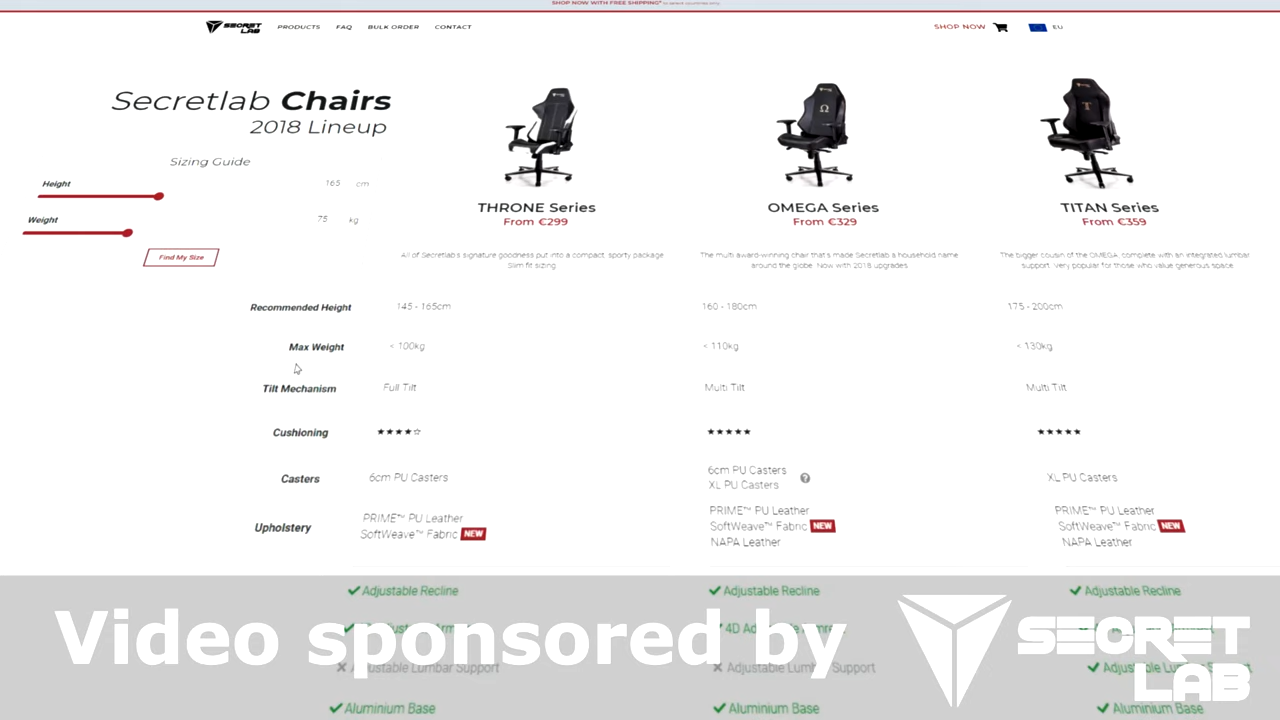 SHOP NOW WITH FREE SHIPPING* to select countries only.
SECRET LAB PRODUCTS FAQ BULK ORDER CONTACT SHOP NOW EU
Secretlab Chairs
2018 Lineup
Sizing Guide
Height 165 cm
Weight 75 kg
Find My Size
THRONE Series OMEGA Series TITAN Series
From €299 From €329 From €359
All of Secretlab's signature goodness put into a compact, sporty package. Slim fit sizing.
The multi award-winning chair that's made Secretlab a household name around the globe. Now with 2018 upgrades.
The bigger cousin of the OMEGA, complete with an integrated lumbar support. Very popular for those who value generous space.
Recommended Height 145 - 165cm 160 - 180cm 175 - 200cm
Max Weight < 100kg < 110kg < 130kg
Tilt Mechanism Full Tilt Multi Tilt Multi Tilt
Cushioning ★★★★☆ ★★★★★ ★★★★★
Casters 6cm PU Casters 6cm PU Casters XL PU Casters ? XL PU Casters
Upholstery PRIME™ PU Leather PRIME™ PU Leather PRIME™ PU Leather
SoftWeave™ Fabric NEW SoftWeave™ Fabric NEW SoftWeave™ Fabric NEW
NAPA Leather NAPA Leather
Adjustable Recline Adjustable Recline Adjustable Recline
Video sponsored by SECRET LAB
Adjustable Lumbar Support Adjustable Lumbar Support Adjustable Lumbar Support
Aluminium Base Aluminium Base Aluminium Base